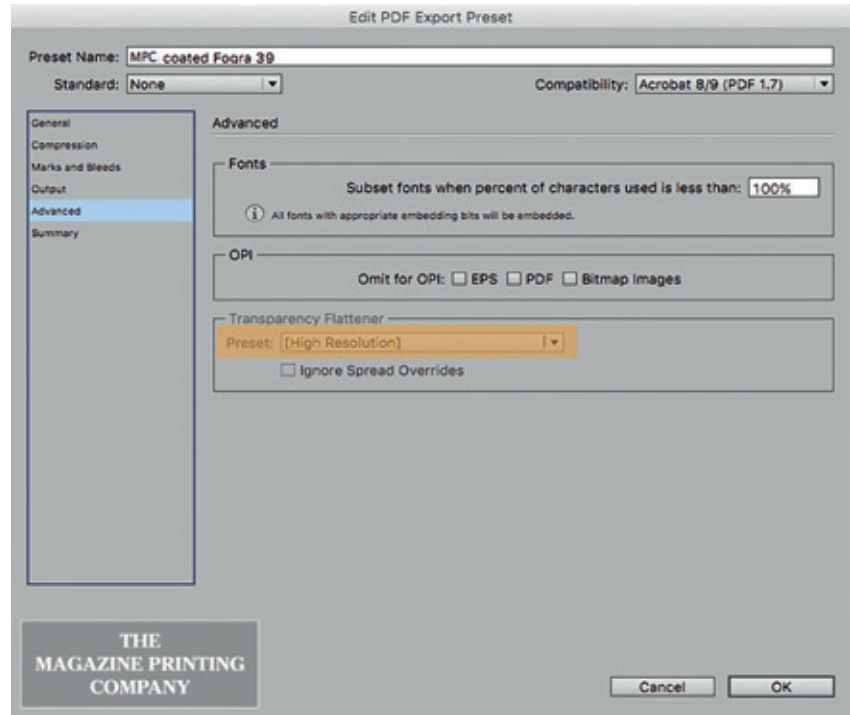 Edit PDF Export Preset
Preset Name: MPC coated Fogra 39
Standard: None Compatibility: Acrobat 8/9 (PDF 1.7)
General
Compression
Marks and Bleeds
Output
Advanced
Summary
Advanced
Fonts
Subset fonts when percent of characters used is less than: 100%
All fonts with appropriate embedding bits will be embedded.
OPI
Omit for OPI: EPS PDF Bitmap Images
Transparency Flattener
Preset: [High Resolution]
Ignore Spread Overrides
THE
MAGAZINE PRINTING
COMPANY
Cancel OK